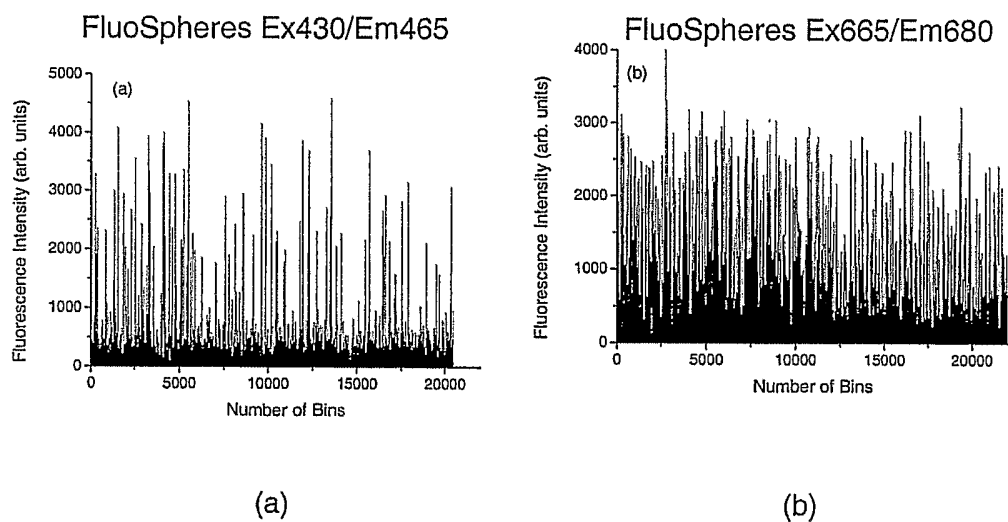 FluoSpheres Ex430/Em465
5000
4000
3000
2000
1000
0
(a)
Fluorescence Intensity (arb. units)
0 5000 10000 15000 20000
Number of Bins
(a)
FluoSpheres Ex665/Em680
4000
3000
2000
1000
0
(b)
Fluorescence Intensity (arb. units)
0 5000 10000 15000 20000
Number of Bins
(b)